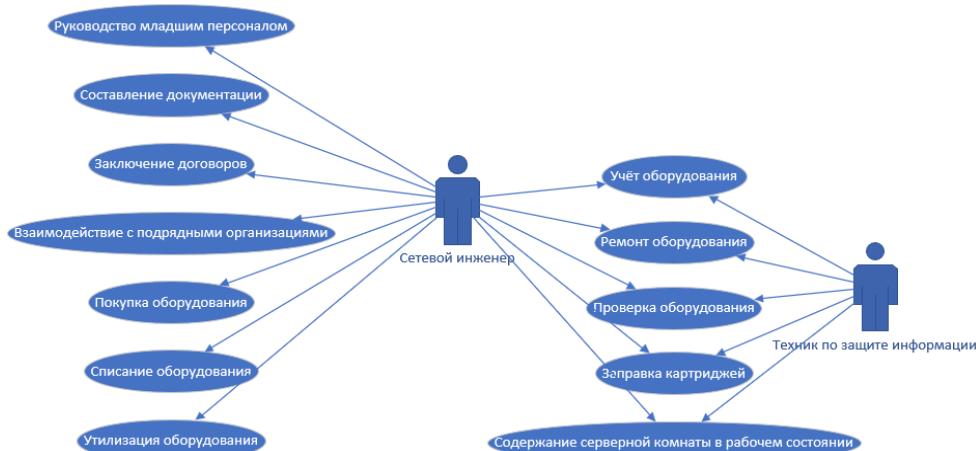 Руководство младшим персоналом
Составление документации
Заключение договоров
Взаимодействие с подрядными организациями
Покупка оборудования
Списание оборудования
Утилизация оборудования
Сетевой инженер
Учёт оборудования
Ремонт оборудования
Проверка оборудования
Заправка картриджей
Содержание серверной комнаты в рабочем состоянии
Техник по защите информации